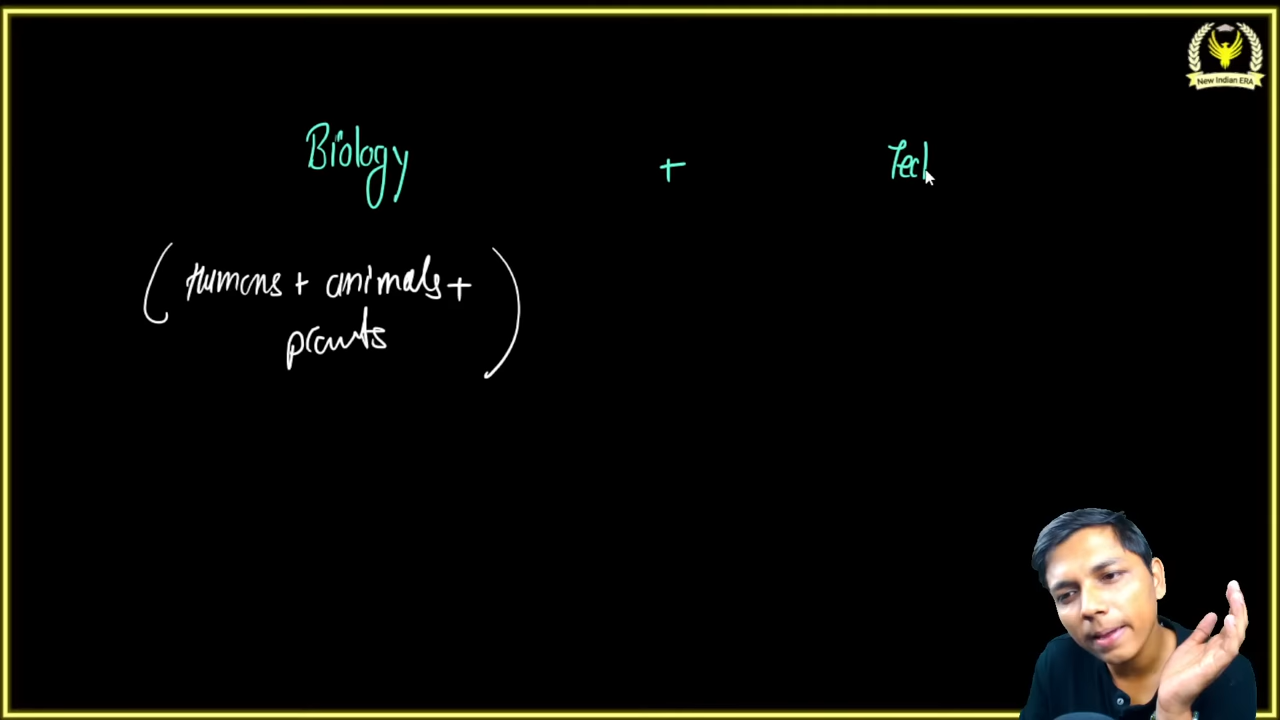 New Indian ERA
Biology + Tech
(Humans + animals +
plants)